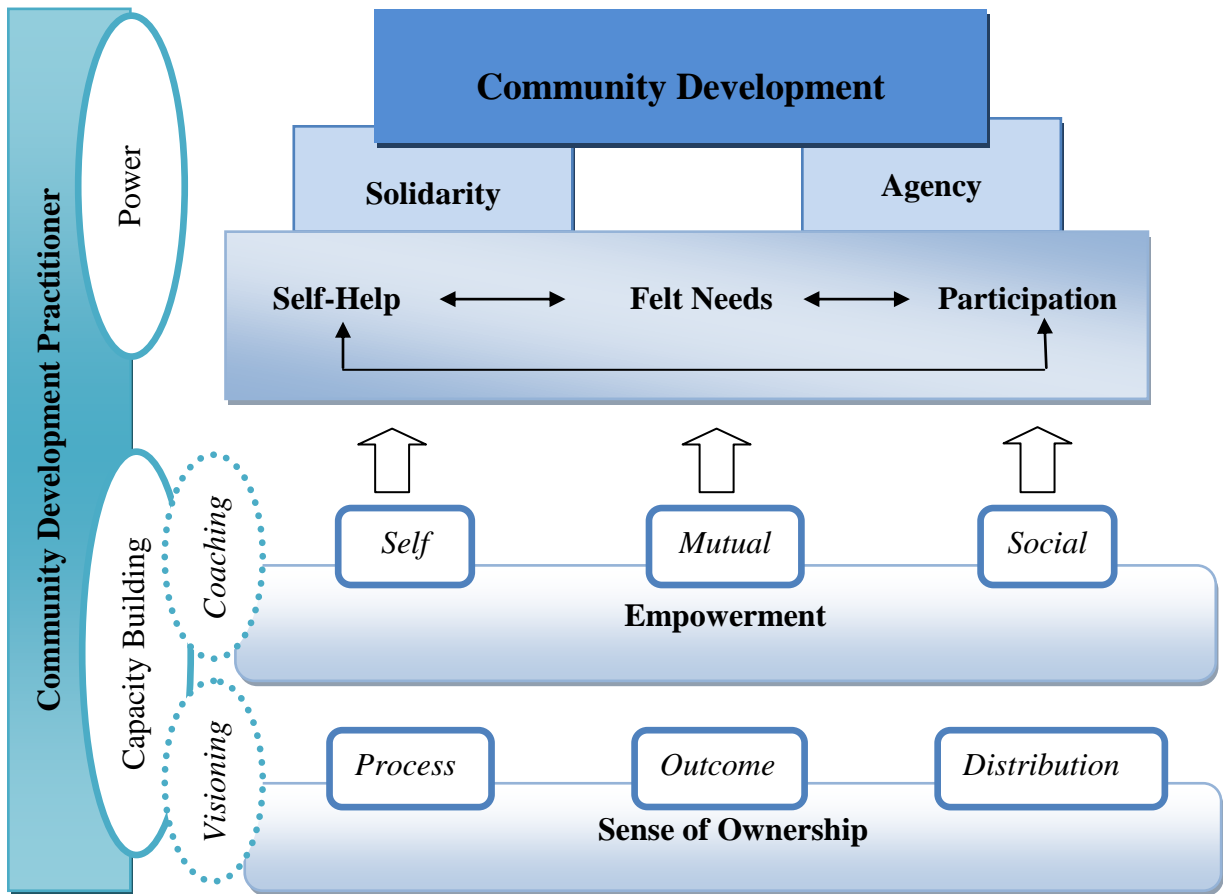 Community Development Practitioner
Power
Capacity Building
Coaching
Visioning
Community Development
Solidarity
Agency
Self-Help
Felt Needs
Participation
Self
Mutual
Social
Empowerment
Process
Outcome
Distribution
Sense of Ownership